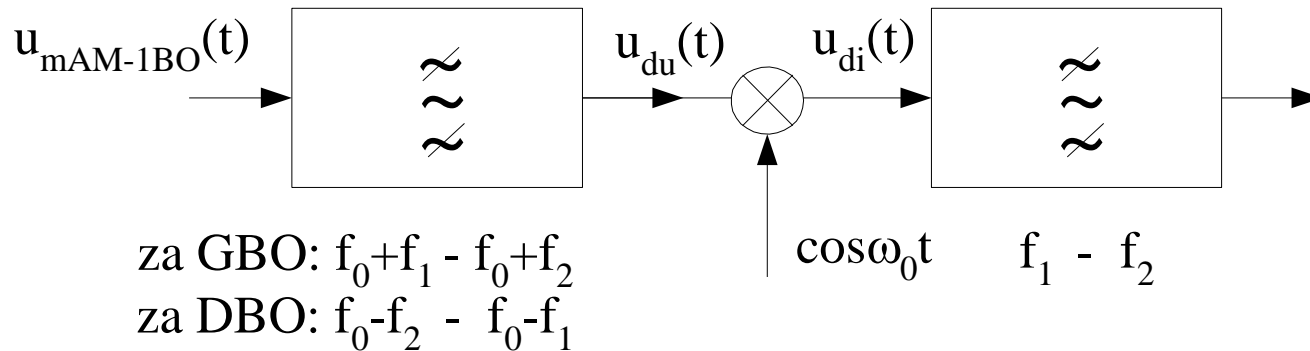 u_mAM-1BO(t)
u_du(t)
u_di(t)
za GBO: f_0+f_1 - f_0+f_2
za DBO: f_0-f_2 - f_0-f_1
cosω_0t
f_1 - f_2